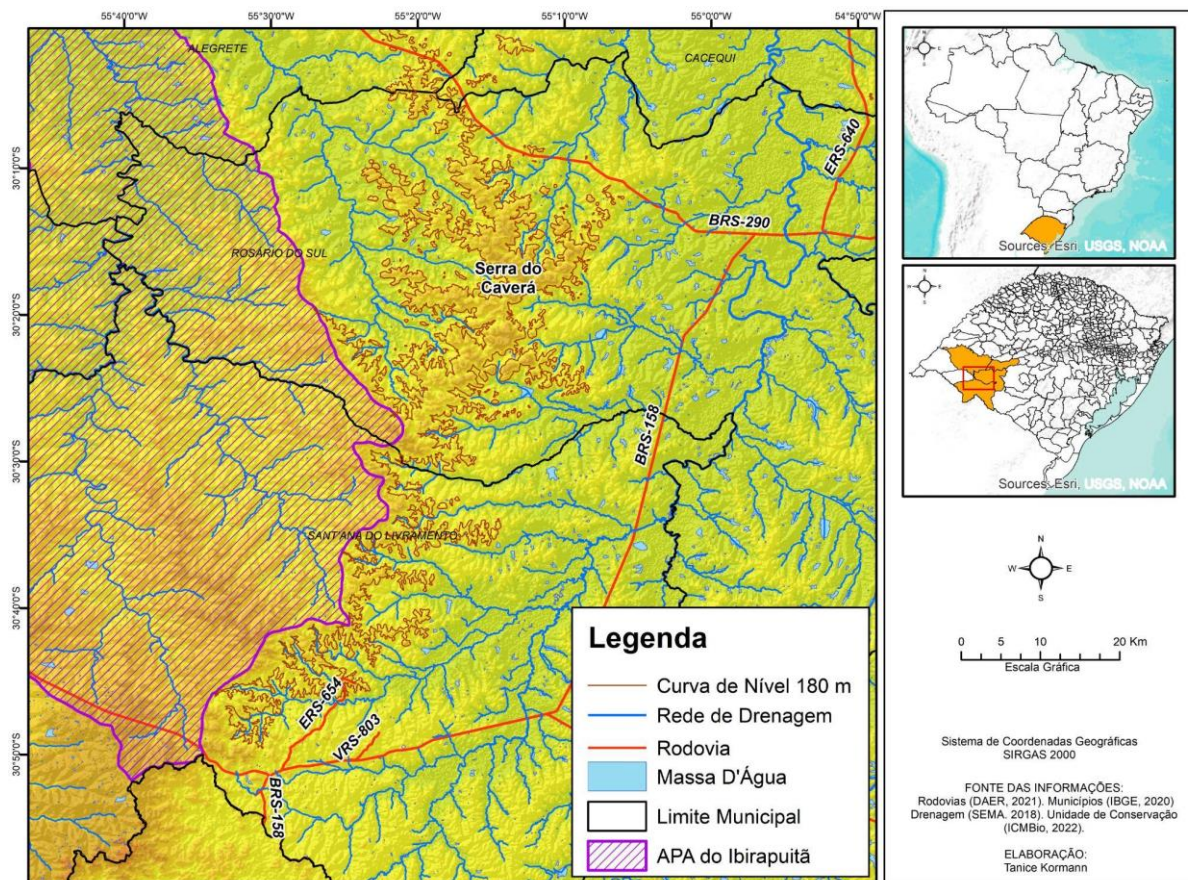 55°40'0"W 55°30'0"W 55°20'0"W 55°10'0"W 55°0'0"W 54°50'0"W
30°10'0"S
30°20'0"S
30°30'0"S
30°40'0"S
30°50'0"S
ALEGRETE
CACEQUI
ERS-640
BRS-290
ROSÁRIO DO SUL
Serra do
Caverá
BRS-158
SANT'ANA DO LIVRAMENTO
ERS-654
VRS-803
BRS-158
Legenda
Curva de Nível 180 m
Rede de Drenagem
Rodovia
Massa D'Água
Limite Municipal
APA do Ibirapuitã
N
W E
S
Sources: Esri, USGS, NOAA
N
W E
S
Sources: Esri, USGS, NOAA
N
W E
S
0 5 10 20 Km
Escala Gráfica
Sistema de Coordenadas Geográficas
SIRGAS 2000
FONTE DAS INFORMAÇÕES:
Rodovias (DAER, 2021). Municípios (IBGE, 2020)
Drenagem (SEMA. 2018). Unidade de Conservação
(ICMBio, 2022).
ELABORAÇÃO:
Tanice Kormann